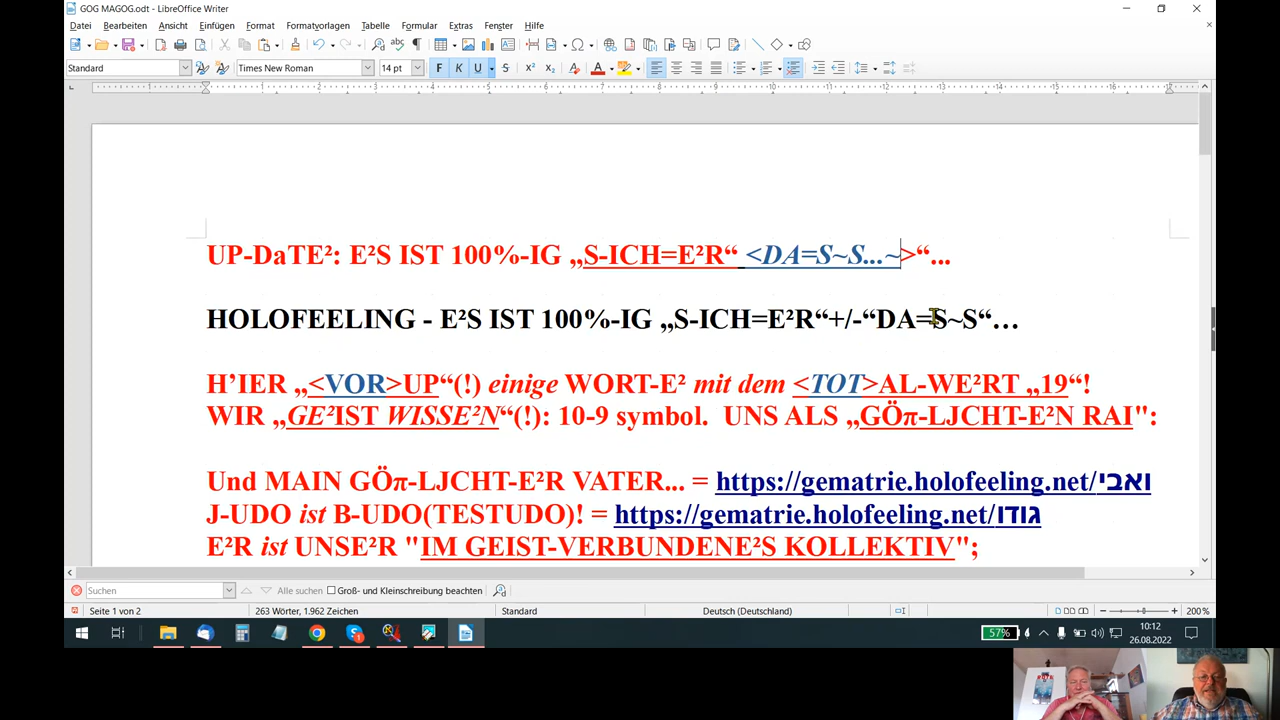 GOG MAGOG.odt - LibreOffice Writer
Datei Bearbeiten Ansicht Einfügen Format Formatvorlagen Tabelle Formular Extras Fenster Hilfe
Standard Times New Roman 14 pt F K U S X² X₂
UP-DaTE²: E²S IST 100%-IG „S-ICH=E²R“ <DA=S~S...~>“...
HOLOFEELING - E²S IST 100%-IG „S-ICH=E²R“+/-“DA=S~S“…
H’IER „<VOR>UP“(!) einige WORT-E² mit dem <TOT>AL-WE²RT „19“!
WIR „GE²IST WISSE²N“(!): 10-9 symbol. UNS ALS „GÖπ-LJCHT-E²N RAI":
Und MAIN GÖπ-LJCHT-E²R VATER... = https://gematrie.holofeeling.net/ואבי
J-UDO ist B-UDO(TESTUDO)! = https://gematrie.holofeeling.net/גודו
E²R ist UNSE²R "IM GEIST-VERBUNDENE²S KOLLEKTIV";
Suchen Alle suchen Groß- und Kleinschreibung beachten
Seite 1 von 2 263 Wörter, 1.962 Zeichen Standard Deutsch (Deutschland) 200%
57% 10:12
26.08.2022